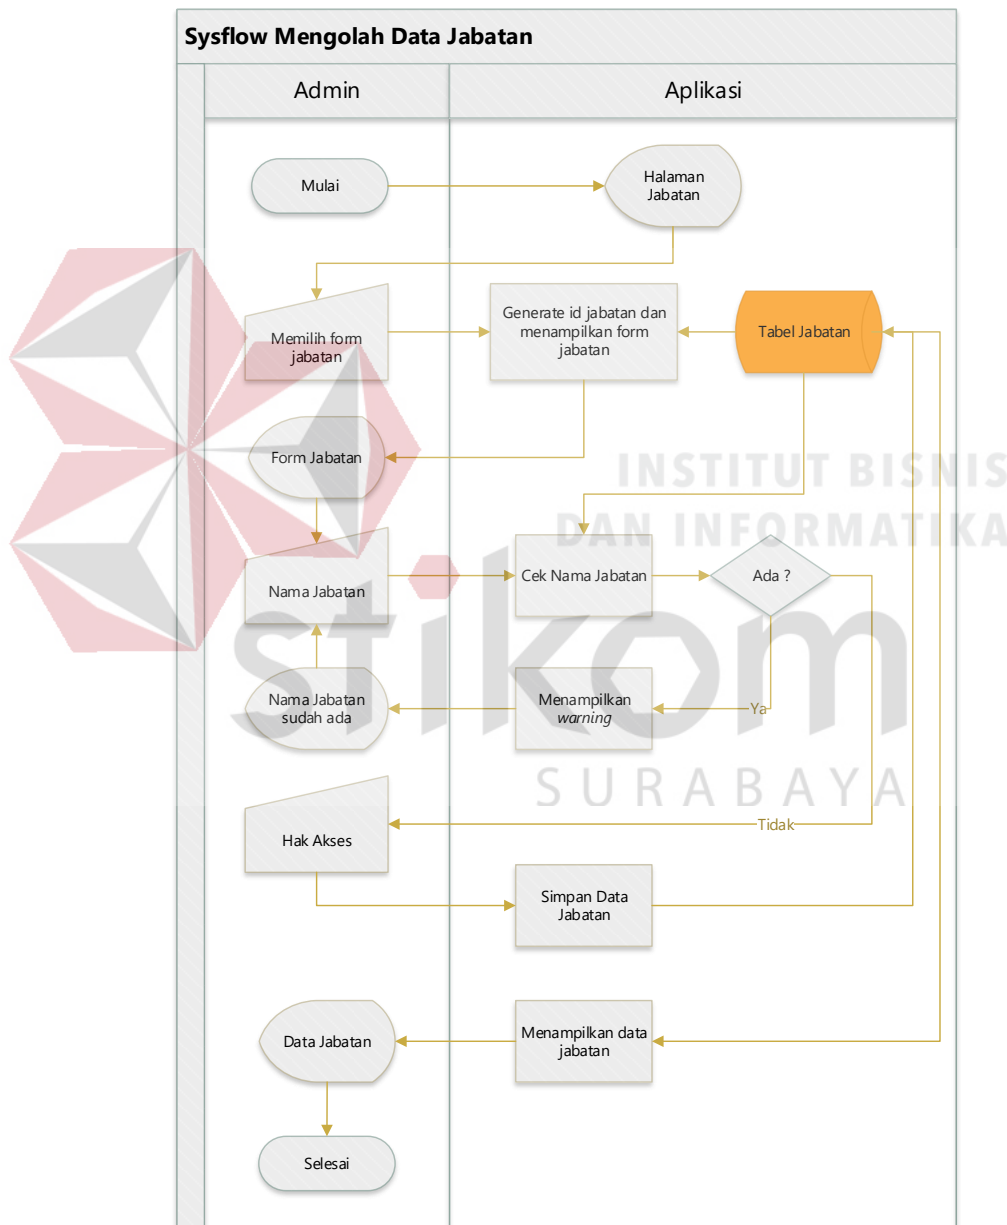 Sysflow Mengolah Data Jabatan
Admin
Aplikasi
Mulai
Halaman
Jabatan
Memilih form
jabatan
Generate id jabatan dan
menampilkan form
jabatan
Tabel Jabatan
Form Jabatan
INSTITUT BISNIS
DAN INFORMATIKA
Nama Jabatan
Cek Nama Jabatan
Ada ?
stikom
Nama Jabatan
sudah ada
Menampilkan
warning
Ya
SURABAYA
Hak Akses
Tidak
Simpan Data
Jabatan
Data Jabatan
Menampilkan data
jabatan
Selesai